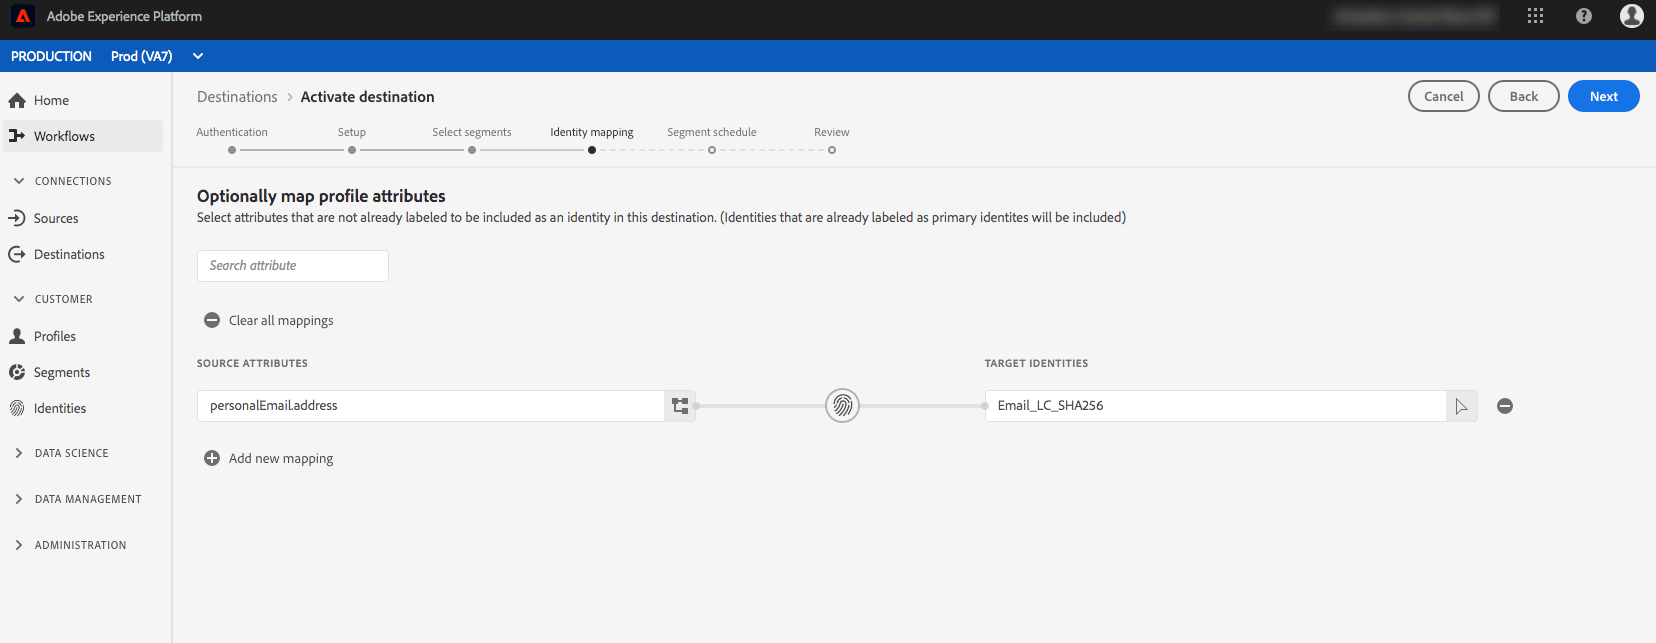 Adobe Experience Platform
PRODUCTION Prod (VA7)
Home
Workflows
CONNECTIONS
Sources
Destinations
CUSTOMER
Profiles
Segments
Identities
DATA SCIENCE
DATA MANAGEMENT
ADMINISTRATION
Destinations > Activate destination
Cancel Back Next
Authentication Setup Select segments Identity mapping Segment schedule Review
Optionally map profile attributes
Select attributes that are not already labeled to be included as an identity in this destination. (Identities that are already labeled as primary identites will be included)
Search attribute
Clear all mappings
SOURCE ATTRIBUTES TARGET IDENTITIES
personalEmail.address Email_LC_SHA256
Add new mapping